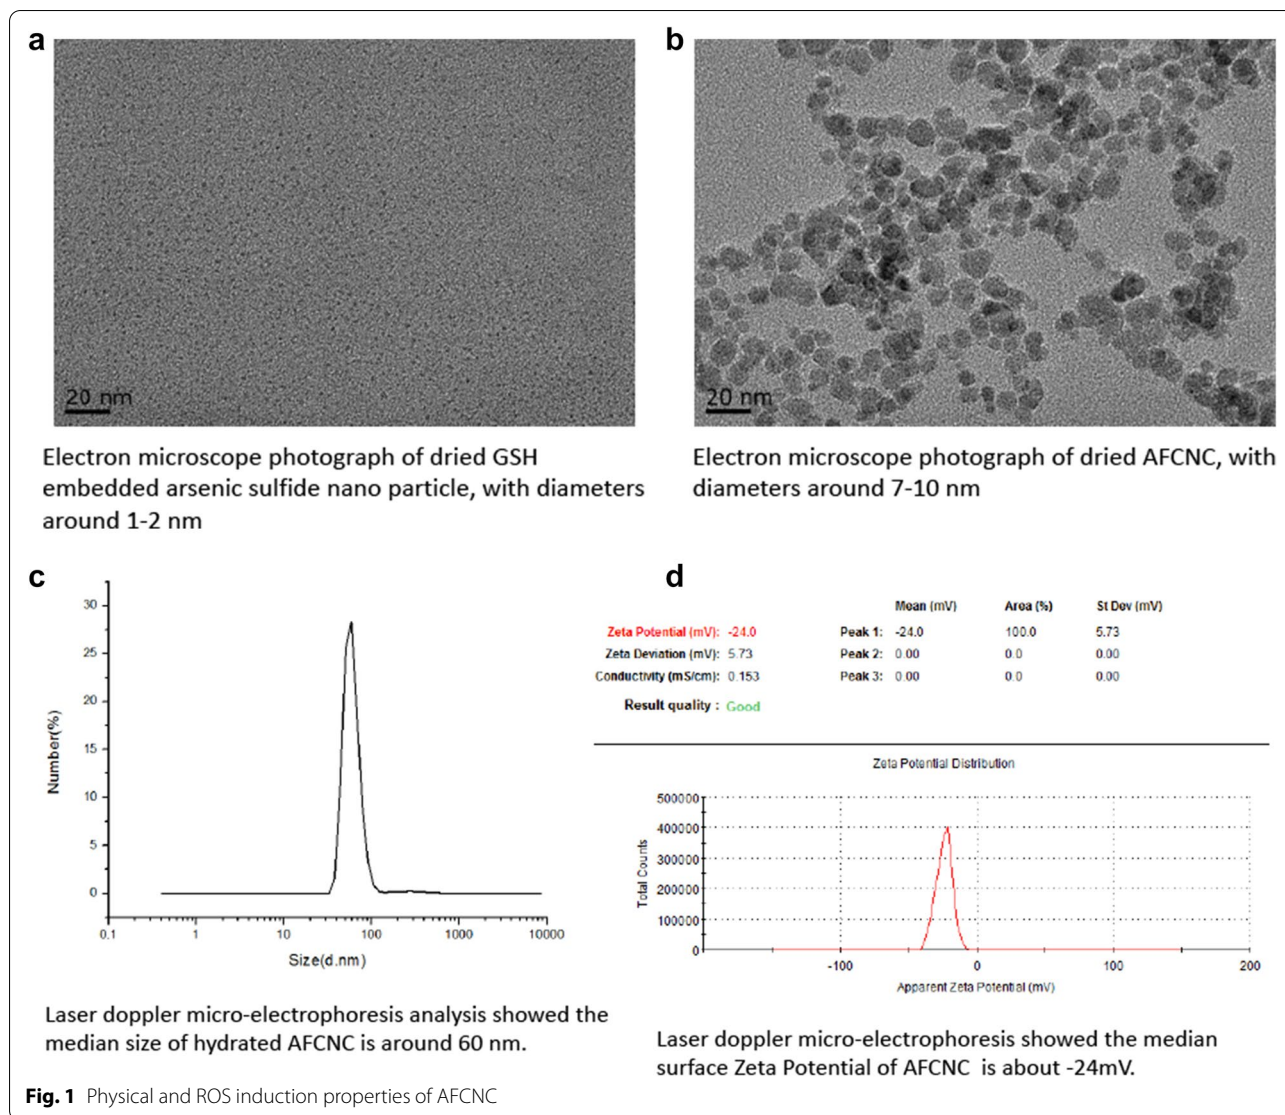 a
20 nm
Electron microscope photograph of dried GSH
embedded arsenic sulfide nano particle, with diameters
around 1-2 nm
b
20 nm
Electron microscope photograph of dried AFCNC, with
diameters around 7-10 nm
c
Number(%)
30
25
20
15
10
5
0
0.1 1 10 100 1000 10000
Size(d.nm)
Laser doppler micro-electrophoresis analysis showed the
median size of hydrated AFCNC is around 60 nm.
d
Mean (mV) Area (%) St Dev (mV)
Zeta Potential (mV): -24.0 Peak 1: -24.0 100.0 5.73
Zeta Deviation (mV): 5.73 Peak 2: 0.00 0.0 0.00
Conductivity (mS/cm): 0.153 Peak 3: 0.00 0.0 0.00
Result quality : Good
Zeta Potential Distribution
Total Counts
500000
400000
300000
200000
100000
0
-100 0 100 200
Apparent Zeta Potential (mV)
Laser doppler micro-electrophoresis showed the median
surface Zeta Potential of AFCNC is about -24mV.
Fig. 1 Physical and ROS induction properties of AFCNC